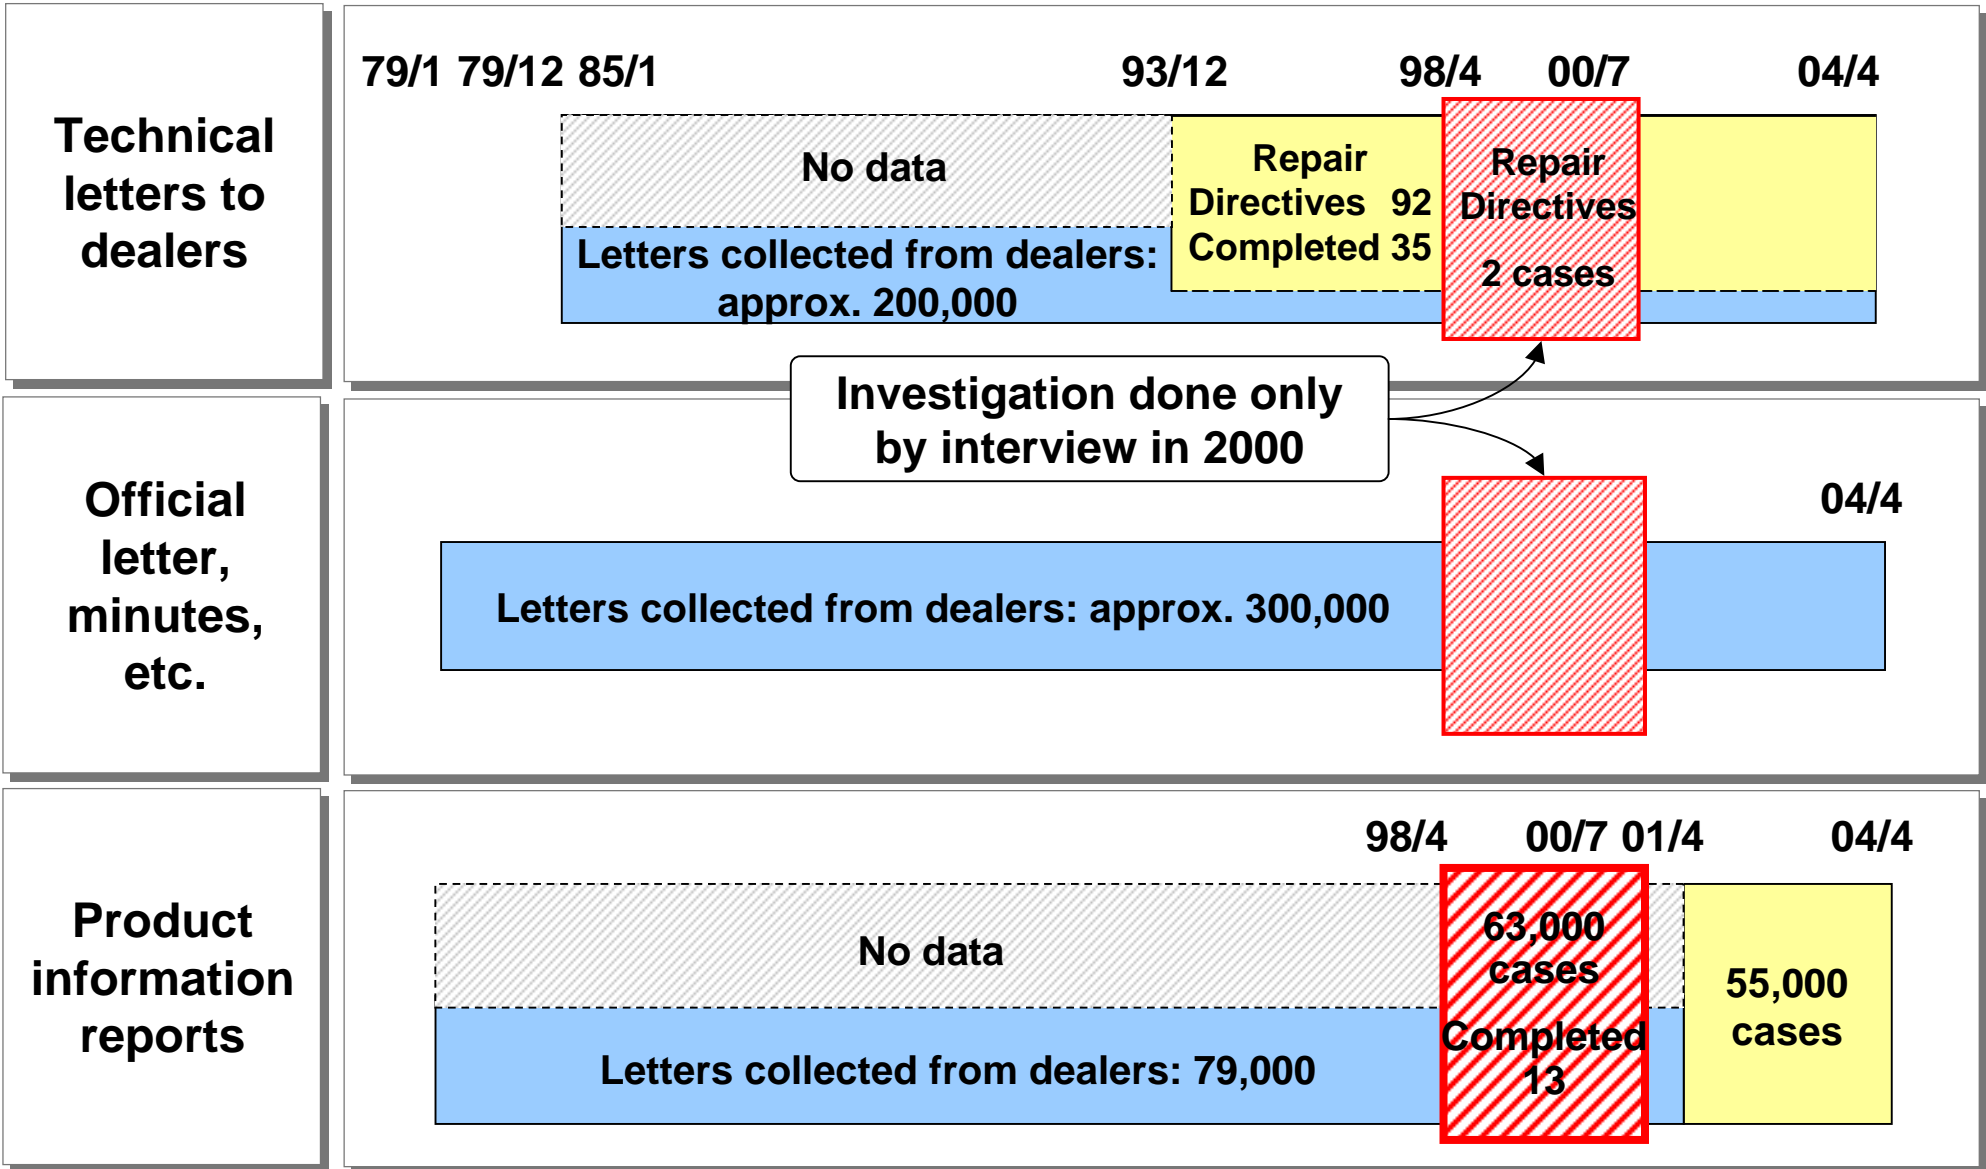 Technical
letters to
dealers
79/1 79/12 85/1 93/12 98/4 00/7 04/4
No data
Letters collected from dealers:
approx. 200,000
Repair
Directives 92
Completed 35
Repair
Directives
2 cases
Investigation done only
by interview in 2000
Official
letter,
minutes,
etc.
04/4
Letters collected from dealers: approx. 300,000
Product
information
reports
98/4 00/7 01/4 04/4
No data
Letters collected from dealers: 79,000
63,000
cases
Completed
13
55,000
cases